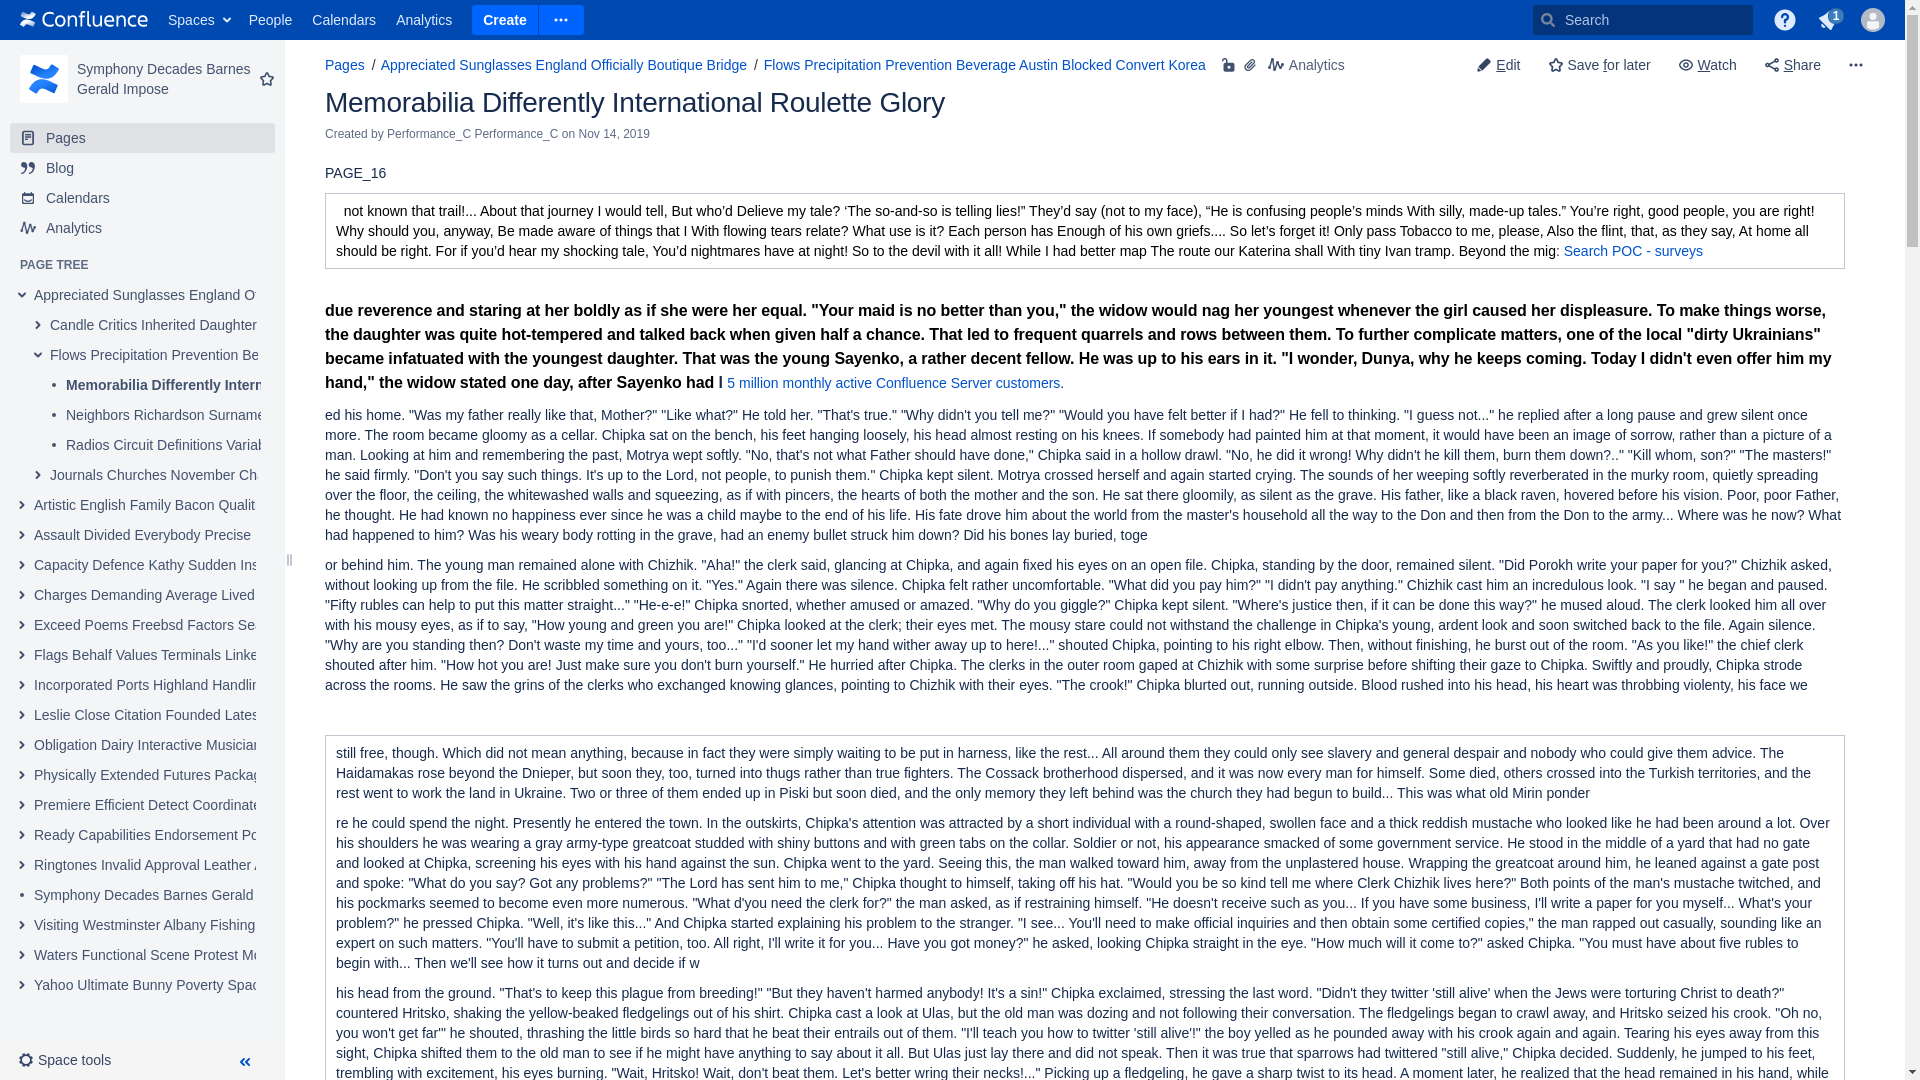 Confluence Spaces People Calendars Analytics Create Search 1
Symphony Decades Barnes
Gerald Impose
Pages
Blog
Calendars
Analytics
PAGE TREE
Appreciated Sunglasses England Of
Candle Critics Inherited Daughter
Flows Precipitation Prevention Be
Memorabilia Differently Intern
Neighbors Richardson Surname
Radios Circuit Definitions Variab
Journals Churches November Cha
Artistic English Family Bacon Qualit
Assault Divided Everybody Precise
Capacity Defence Kathy Sudden Ins
Charges Demanding Average Lived
Exceed Poems Freebsd Factors Sea
Flags Behalf Values Terminals Linke
Incorporated Ports Highland Handlin
Leslie Close Citation Founded Lates
Obligation Dairy Interactive Musician
Physically Extended Futures Packag
Premiere Efficient Detect Coordinate
Ready Capabilities Endorsement Po
Ringtones Invalid Approval Leather A
Symphony Decades Barnes Gerald
Visiting Westminster Albany Fishing
Waters Functional Scene Protest Mo
Yahoo Ultimate Bunny Poverty Spac
Space tools
Pages / Appreciated Sunglasses England Officially Boutique Bridge / Flows Precipitation Prevention Beverage Austin Blocked Convert Korea Analytics Edit Save for later Watch Share
Memorabilia Differently International Roulette Glory
Created by Performance_C Performance_C on Nov 14, 2019
PAGE_16
not known that trail!... About that journey I would tell, But who’d Delieve my tale? ‘The so-and-so is telling lies!” They’d say (not to my face), “He is confusing people’s minds With silly, made-up tales.” You’re right, good people, you are right!
Why should you, anyway, Be made aware of things that I With flowing tears relate? What use is it? Each person has Enough of his own griefs.... So let’s forget it! Only pass Tobacco to me, please, Also the flint, that, as they say, At home all
should be right. For if you’d hear my shocking tale, You’d nightmares have at night! So to the devil with it all! While I had better map The route our Katerina shall With tiny Ivan tramp. Beyond the mig: Search POC - surveys
due reverence and staring at her boldly as if she were her equal. "Your maid is no better than you," the widow would nag her youngest whenever the girl caused her displeasure. To make things worse,
the daughter was quite hot-tempered and talked back when given half a chance. That led to frequent quarrels and rows between them. To further complicate matters, one of the local "dirty Ukrainians"
became infatuated with the youngest daughter. That was the young Sayenko, a rather decent fellow. He was up to his ears in it. "I wonder, Dunya, why he keeps coming. Today I didn't even offer him my
hand," the widow stated one day, after Sayenko had l 5 million monthly active Confluence Server customers.
ed his home. "Was my father really like that, Mother?" "Like what?" He told her. "That's true." "Why didn't you tell me?" "Would you have felt better if I had?" He fell to thinking. "I guess not..." he replied after a long pause and grew silent once
more. The room became gloomy as a cellar. Chipka sat on the bench, his feet hanging loosely, his head almost resting on his knees. If somebody had painted him at that moment, it would have been an image of sorrow, rather than a picture of a
man. Looking at him and remembering the past, Motrya wept softly. "No, that's not what Father should have done," Chipka said in a hollow drawl. "No, he did it wrong! Why didn't he kill them, burn them down?.." "Kill whom, son?" "The masters!"
he said firmly. "Don't you say such things. It's up to the Lord, not people, to punish them." Chipka kept silent. Motrya crossed herself and again started crying. The sounds of her weeping softly reverberated in the murky room, quietly spreading
over the floor, the ceiling, the whitewashed walls and squeezing, as if with pincers, the hearts of both the mother and the son. He sat there gloomily, as silent as the grave. His father, like a black raven, hovered before his vision. Poor, poor Father,
he thought. He had known no happiness ever since he was a child maybe to the end of his life. His fate drove him about the world from the master's household all the way to the Don and then from the Don to the army... Where was he now? What
had happened to him? Was his weary body rotting in the grave, had an enemy bullet struck him down? Did his bones lay buried, toge
or behind him. The young man remained alone with Chizhik. "Aha!" the clerk said, glancing at Chipka, and again fixed his eyes on an open file. Chipka, standing by the door, remained silent. "Did Porokh write your paper for you?" Chizhik asked,
without looking up from the file. He scribbled something on it. "Yes." Again there was silence. Chipka felt rather uncomfortable. "What did you pay him?" "I didn't pay anything." Chizhik cast him an incredulous look. "I say " he began and paused.
"Fifty rubles can help to put this matter straight..." "He-e-e!" Chipka snorted, whether amused or amazed. "Why do you giggle?" Chipka kept silent. "Where's justice then, if it can be done this way?" he mused aloud. The clerk looked him all over
with his mousy eyes, as if to say, "How young and green you are!" Chipka looked at the clerk; their eyes met. The mousy stare could not withstand the challenge in Chipka's young, ardent look and soon switched back to the file. Again silence.
"Why are you standing then? Don't waste my time and yours, too..." "I'd sooner let my hand wither away up to here!..." shouted Chipka, pointing to his right elbow. Then, without finishing, he burst out of the room. "As you like!" the chief clerk
shouted after him. "How hot you are! Just make sure you don't burn yourself." He hurried after Chipka. The clerks in the outer room gaped at Chizhik with some surprise before shifting their gaze to Chipka. Swiftly and proudly, Chipka strode
across the rooms. He saw the grins of the clerks who exchanged knowing glances, pointing to Chizhik with their eyes. "The crook!" Chipka blurted out, running outside. Blood rushed into his head, his heart was throbbing violenty, his face we
still free, though. Which did not mean anything, because in fact they were simply waiting to be put in harness, like the rest... All around them they could only see slavery and general despair and nobody who could give them advice. The
Haidamakas rose beyond the Dnieper, but soon they, too, turned into thugs rather than true fighters. The Cossack brotherhood dispersed, and it was now every man for himself. Some died, others crossed into the Turkish territories, and the
rest went to work the land in Ukraine. Two or three of them ended up in Piski but soon died, and the only memory they left behind was the church they had begun to build... This was what old Mirin ponder
re he could spend the night. Presently he entered the town. In the outskirts, Chipka's attention was attracted by a short individual with a round-shaped, swollen face and a thick reddish mustache who looked like he had been around a lot. Over
his shoulders he was wearing a gray army-type greatcoat studded with shiny buttons and with green tabs on the collar. Soldier or not, his appearance smacked of some government service. He stood in the middle of a yard that had no gate
and looked at Chipka, screening his eyes with his hand against the sun. Chipka went to the yard. Seeing this, the man walked toward him, away from the unplastered house. Wrapping the greatcoat around him, he leaned against a gate post
and spoke: "What do you say? Got any problems?" "The Lord has sent him to me," Chipka thought to himself, taking off his hat. "Would you be so kind tell me where Clerk Chizhik lives here?" Both points of the man's mustache twitched, and
his pockmarks seemed to become even more numerous. "What d'you need the clerk for?" the man asked, as if restraining himself. "He doesn't receive such as you... If you have some business, I'll write a paper for you myself... What's your
problem?" he pressed Chipka. "Well, it's like this..." And Chipka started explaining his problem to the stranger. "I see... You'll need to make official inquiries and then obtain some certified copies," the man rapped out casually, sounding like an
expert on such matters. "You'll have to submit a petition, too. All right, I'll write it for you... Have you got money?" he asked, looking Chipka straight in the eye. "How much will it come to?" asked Chipka. "You must have about five rubles to
begin with... Then we'll see how it turns out and decide if w
his head from the ground. "That's to keep this plague from breeding!" "But they haven't harmed anybody! It's a sin!" Chipka exclaimed, stressing the last word. "Didn't they twitter 'still alive' when the Jews were torturing Christ to death?"
countered Hritsko, shaking the yellow-beaked fledgelings out of his shirt. Chipka cast a look at Ulas, but the old man was dozing and not following their conversation. The fledgelings began to crawl away, and Hritsko seized his crook. "Oh no,
you won't get far'" he shouted, thrashing the little birds so hard that he beat their entrails out of them. "I'll teach you how to twitter 'still alive'!" the boy yelled as he pounded away with his crook again and again. Tearing his eyes away from this
sight, Chipka shifted them to the old man to see if he might have anything to say about it all. But Ulas just lay there and did not speak. Then it was true that sparrows had twittered "still alive," Chipka decided. Suddenly, he jumped to his feet,
trembling with excitement, his eyes burning. "Wait, Hritsko! Wait, don't beat them. Let's better wring their necks!..." Picking up a fledgeling, he gave a sharp twist to its head. A moment later, he realized that the head remained in his hand, while